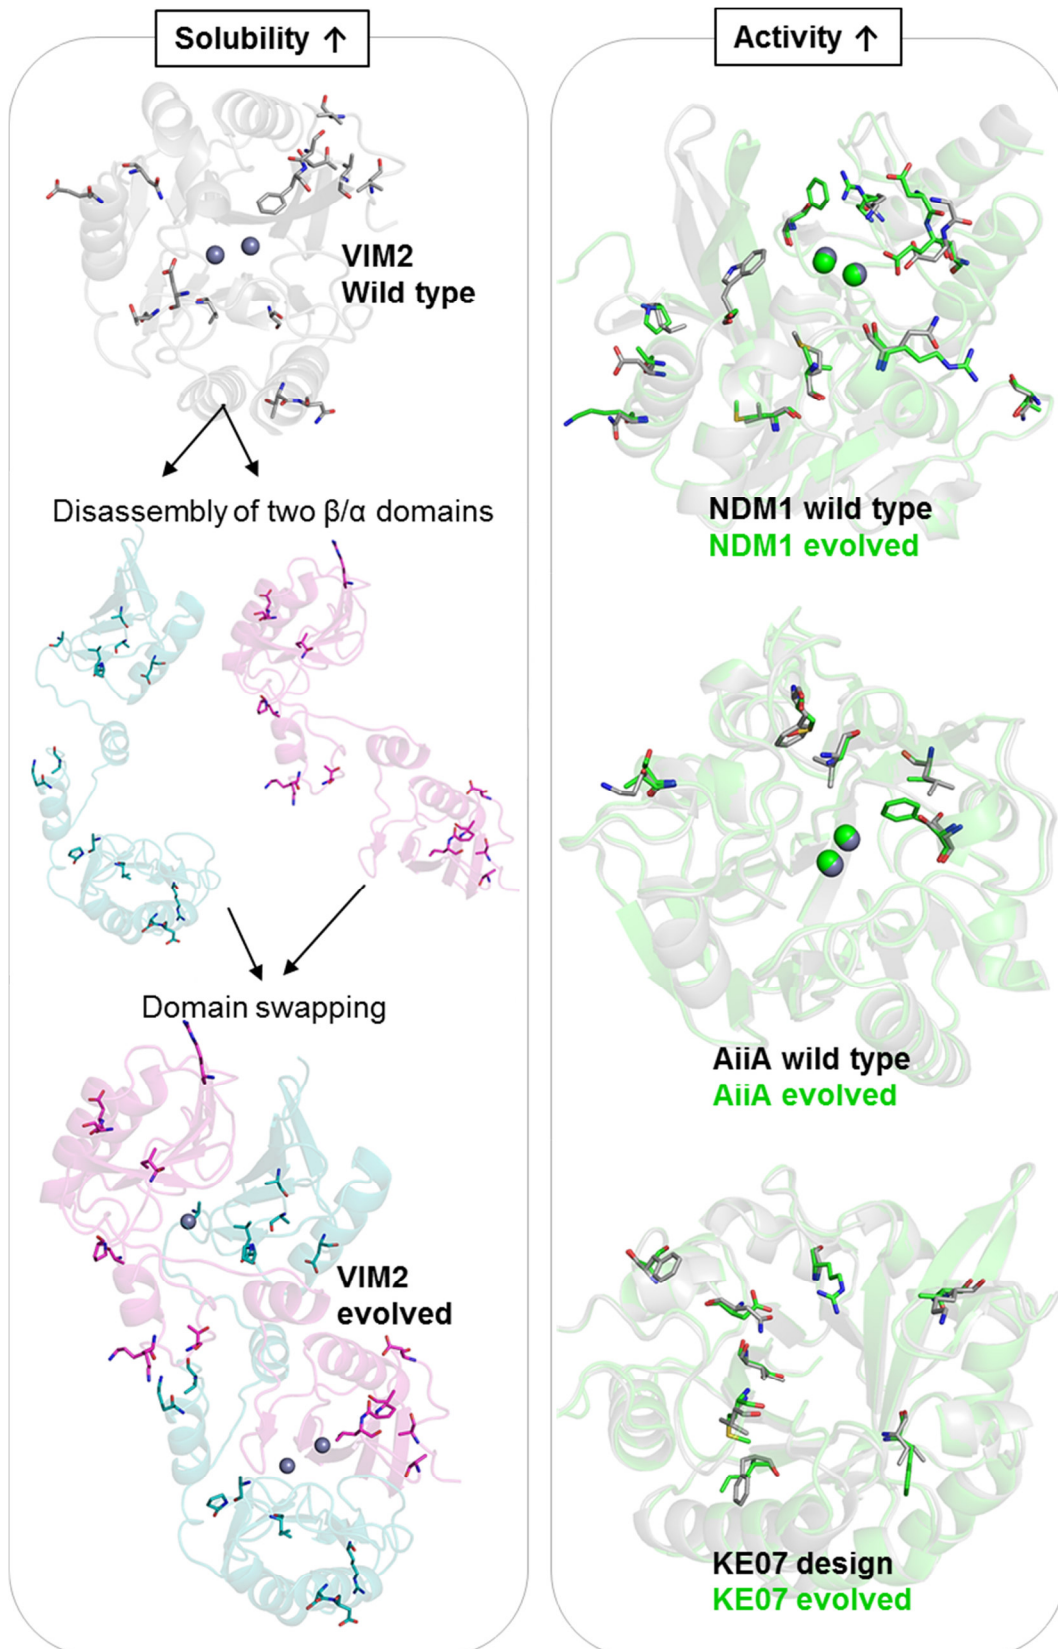 Solubility ↑
VIM2
Wild type
Disassembly of two β/α domains
Domain swapping
VIM2
evolved
Activity ↑
NDM1 wild type
NDM1 evolved
AiiA wild type
AiiA evolved
KE07 design
KE07 evolved